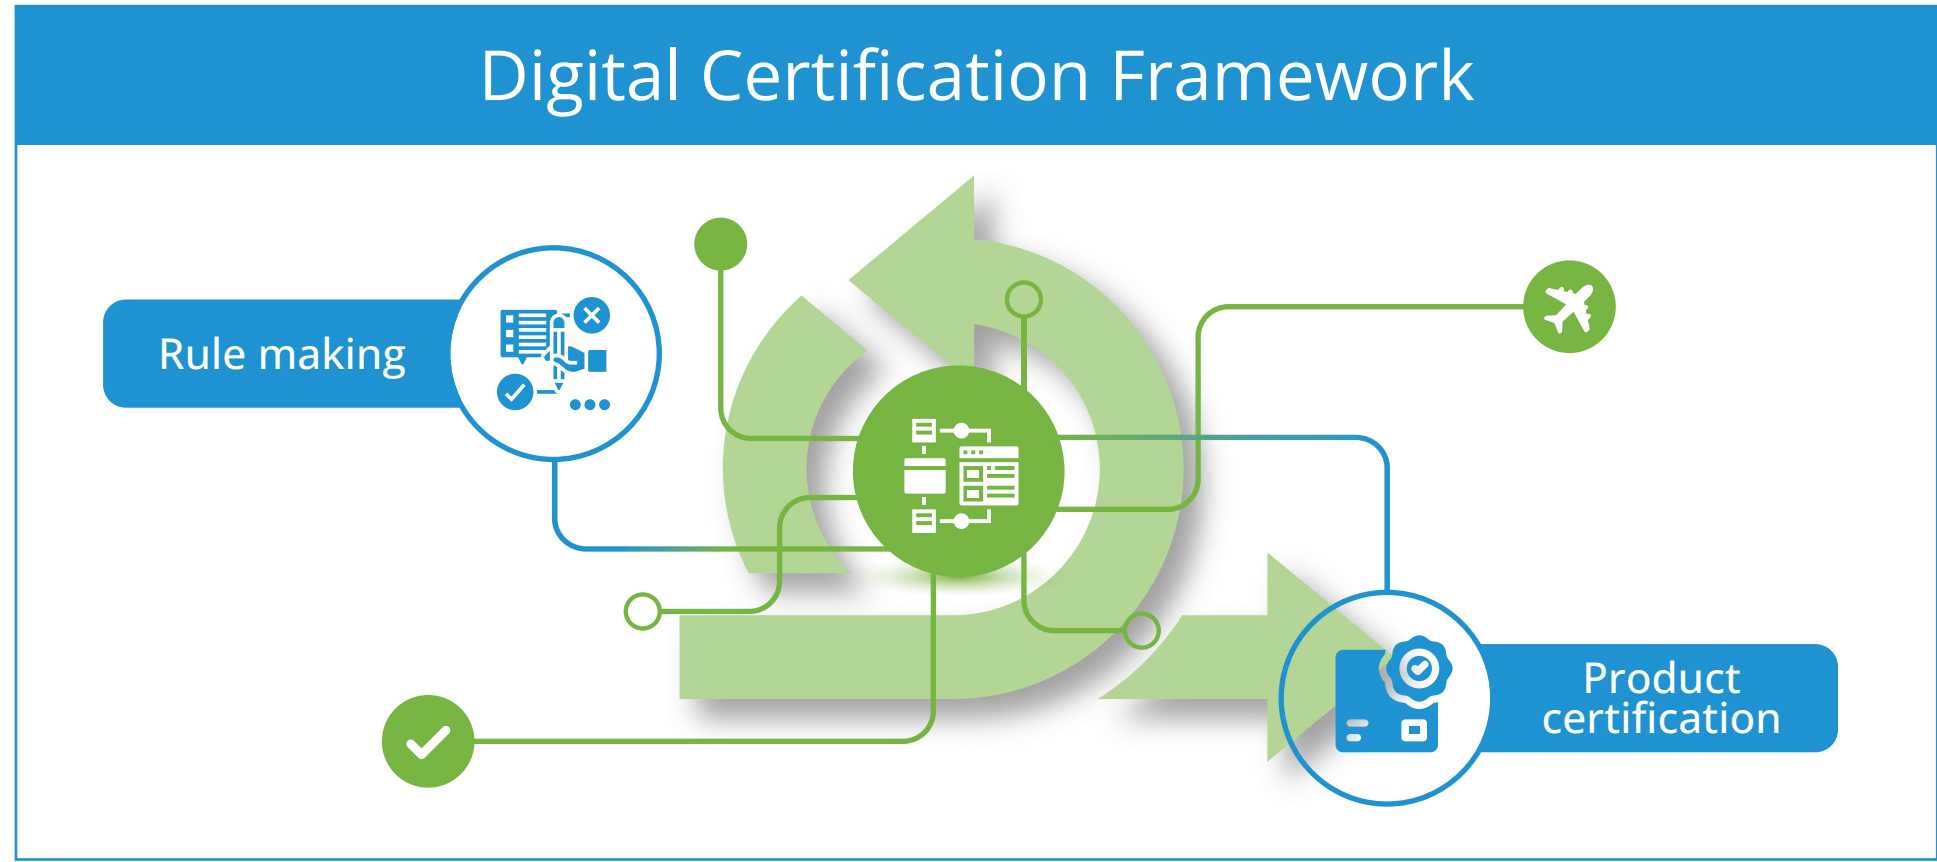 Digital Certification Framework
Rule making
Product
certification